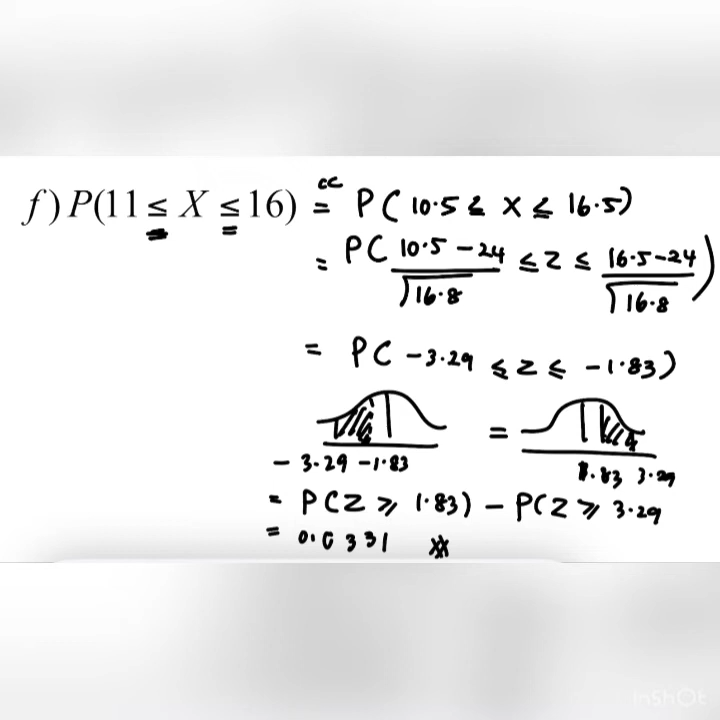 f) P(11 ≤ X ≤ 16) =^{cc} P( 10.5 ≤ X ≤ 16.5)
= P( (10.5 - 24)/√16.8 ≤ Z ≤ (16.5 - 24)/√16.8 )
= P( -3.29 ≤ Z ≤ -1.83)
=
- 3.29 -1.83 1.83 3.29
= P(Z ⩾ 1.83) - P(Z ⩾ 3.29
= 0.0331
InShOt